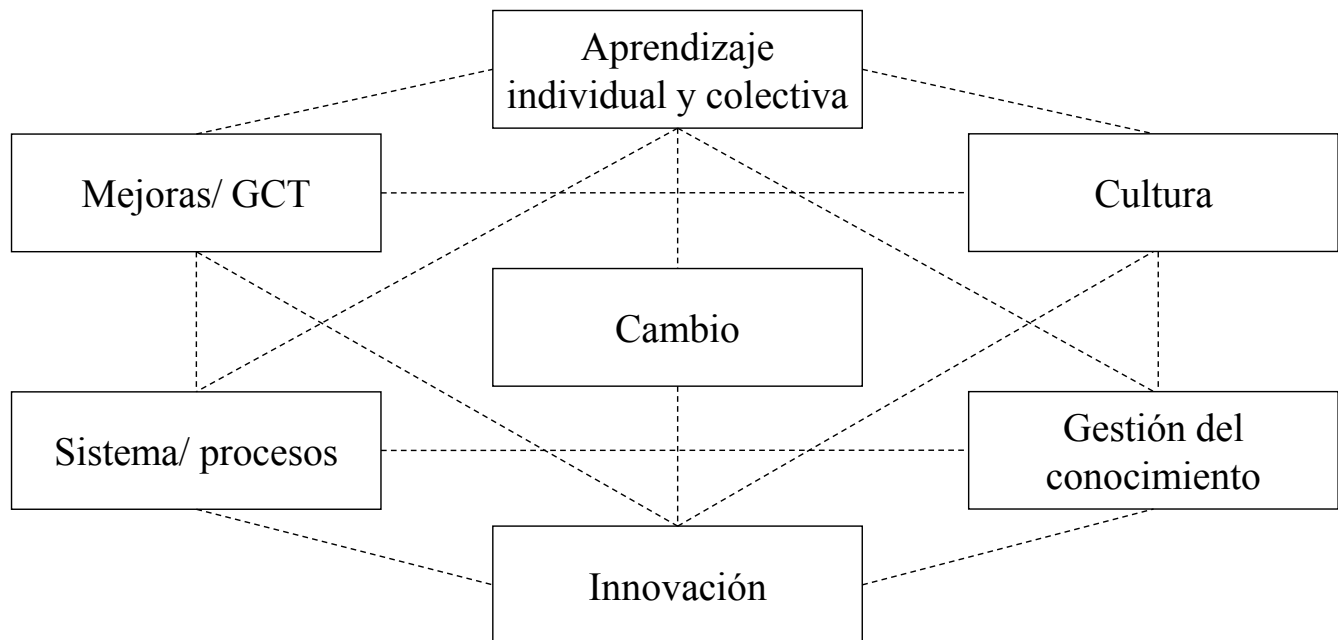 Aprendizaje
individual y colectiva
Mejoras/ GCT
Cultura
Cambio
Sistema/ procesos
Gestión del
conocimiento
Innovación